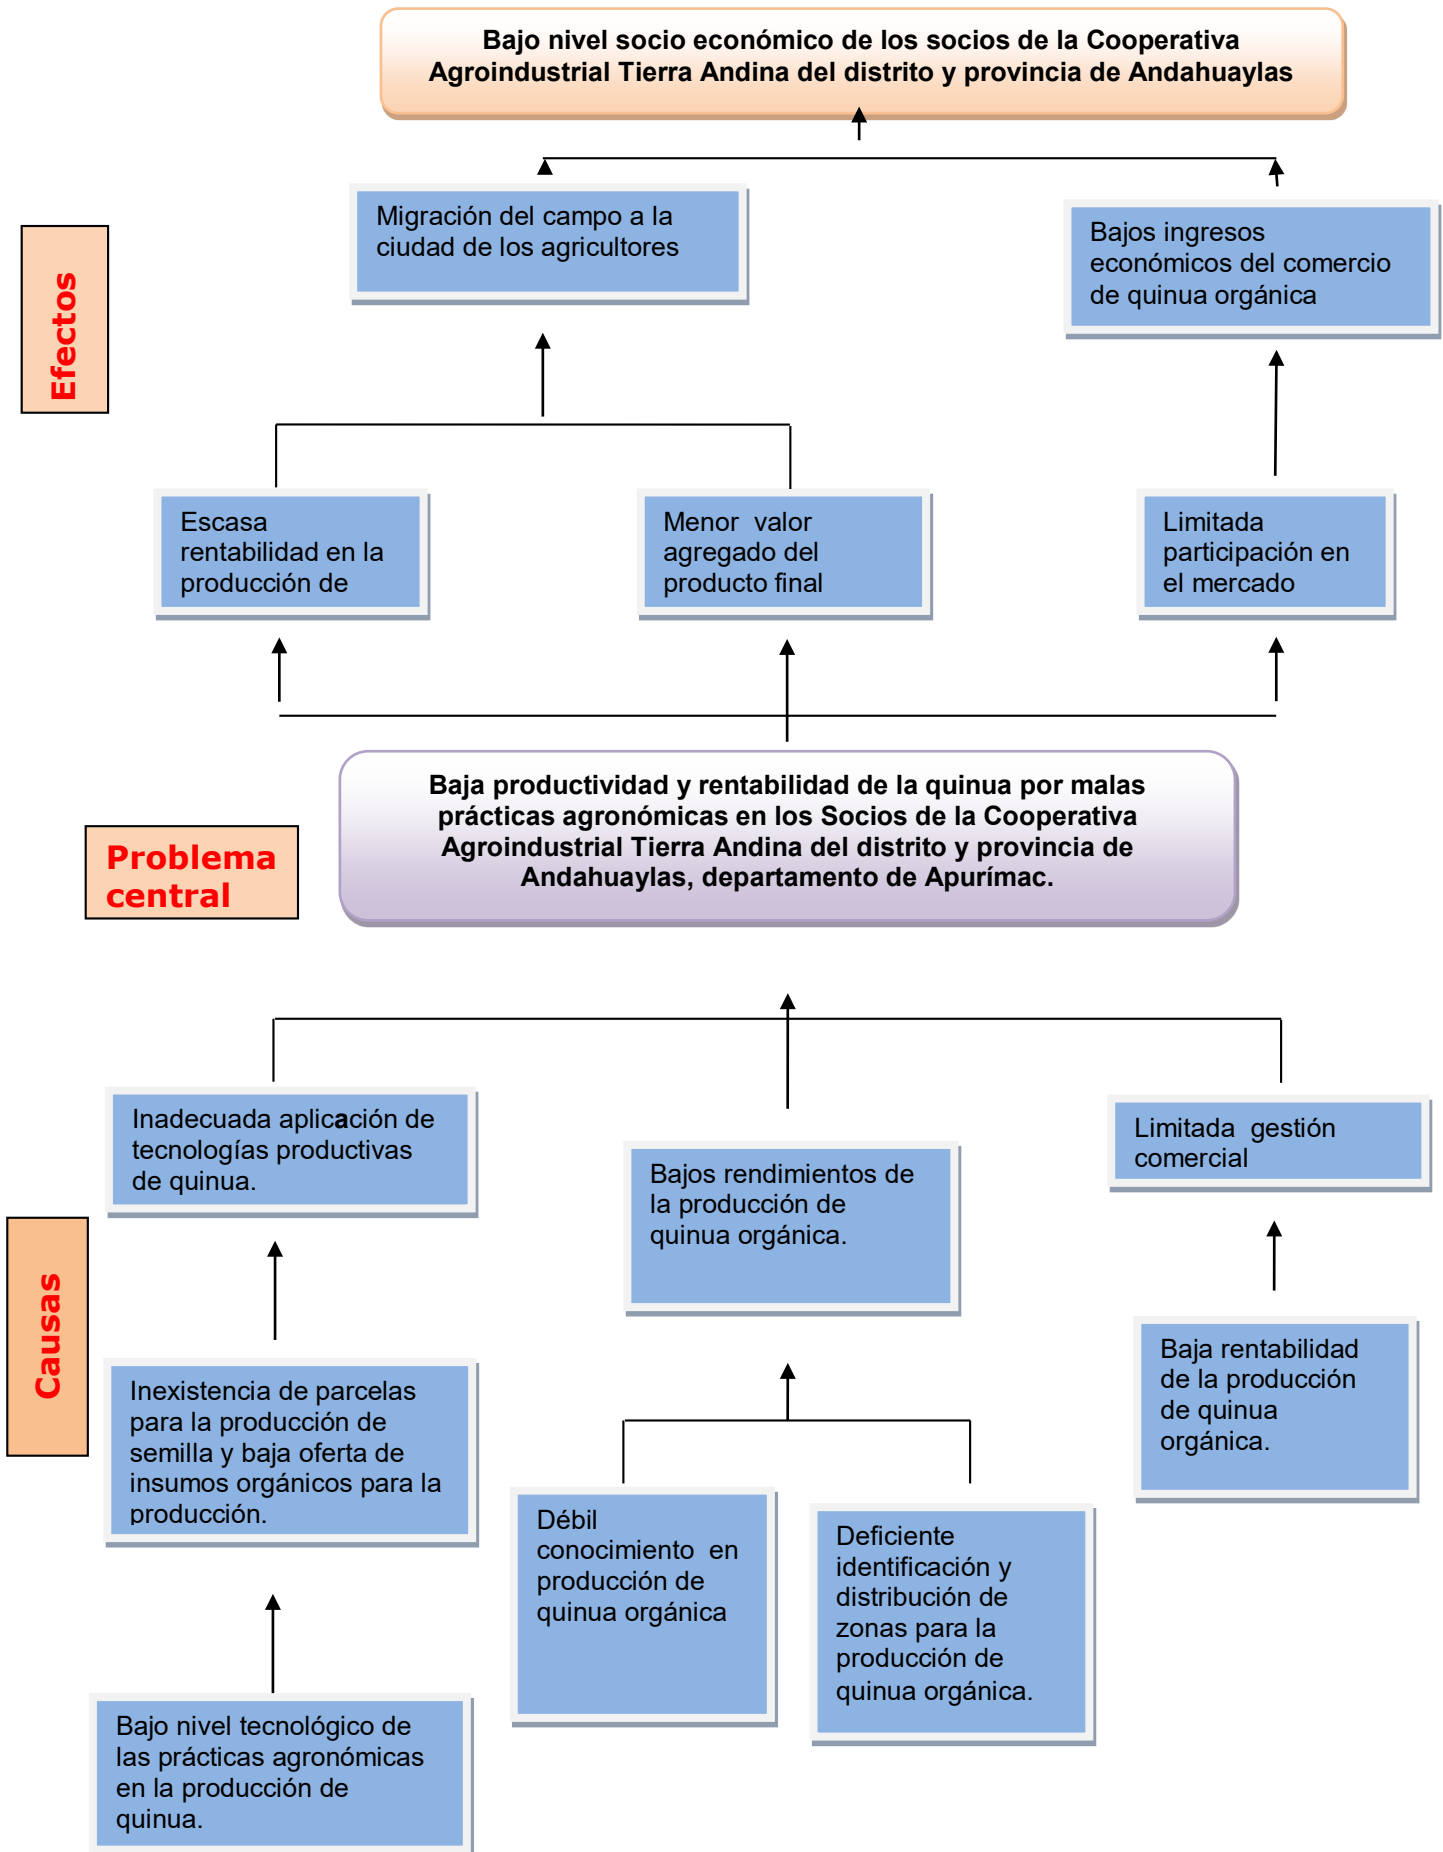 Bajo nivel socio económico de los socios de la Cooperativa
Agroindustrial Tierra Andina del distrito y provincia de Andahuaylas
Efectos
Migración del campo a la
ciudad de los agricultores
Bajos ingresos
económicos del comercio
de quinua orgánica
Escasa
rentabilidad en la
producción de
Menor valor
agregado del
producto final
Limitada
participación en
el mercado
Problema
central
Baja productividad y rentabilidad de la quinua por malas
prácticas agronómicas en los Socios de la Cooperativa
Agroindustrial Tierra Andina del distrito y provincia de
Andahuaylas, departamento de Apurímac.
Causas
Inadecuada aplicación de
tecnologías productivas
de quinua.
Bajos rendimientos de
la producción de
quinua orgánica.
Limitada gestión
comercial
Inexistencia de parcelas
para la producción de
semilla y baja oferta de
insumos orgánicos para la
producción.
Baja rentabilidad
de la producción
de quinua
orgánica.
Débil
conocimiento en
producción de
quinua orgánica
Deficiente
identificación y
distribución de
zonas para la
producción de
quinua orgánica.
Bajo nivel tecnológico de
las prácticas agronómicas
en la producción de
quinua.